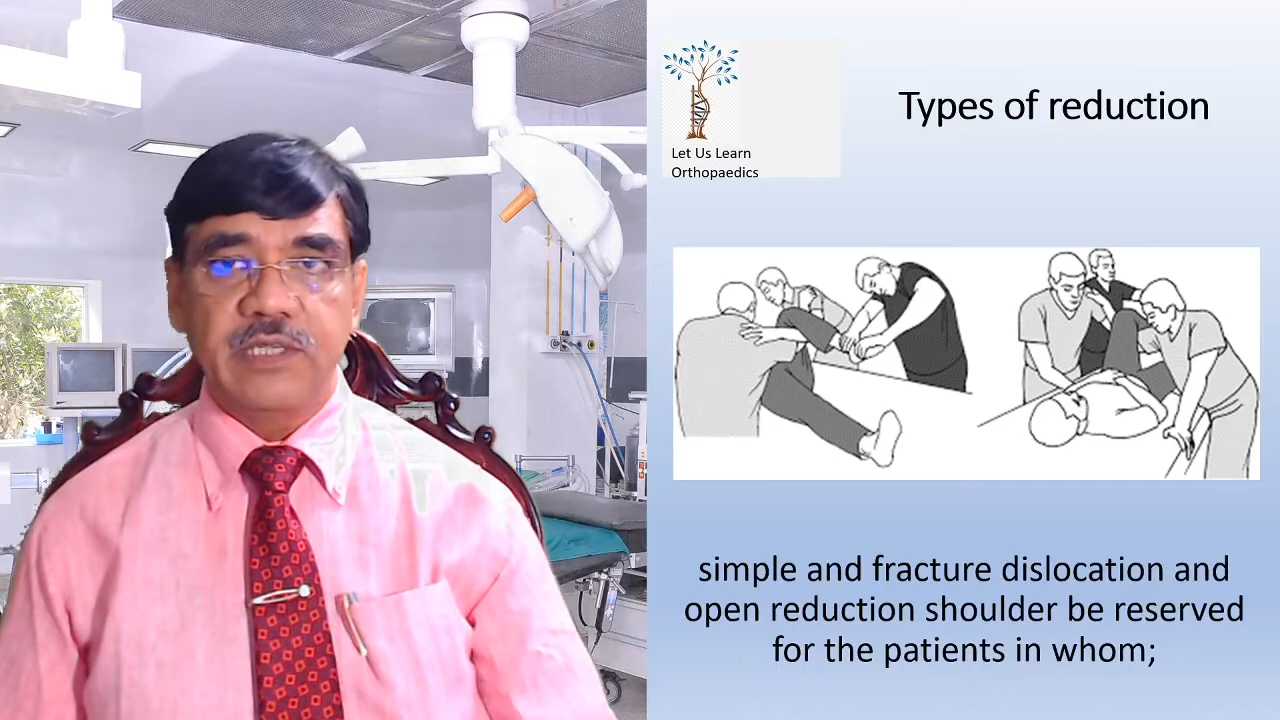 Let Us Learn
Orthopaedics
Types of reduction
simple and fracture dislocation and
open reduction shoulder be reserved
for the patients in whom;